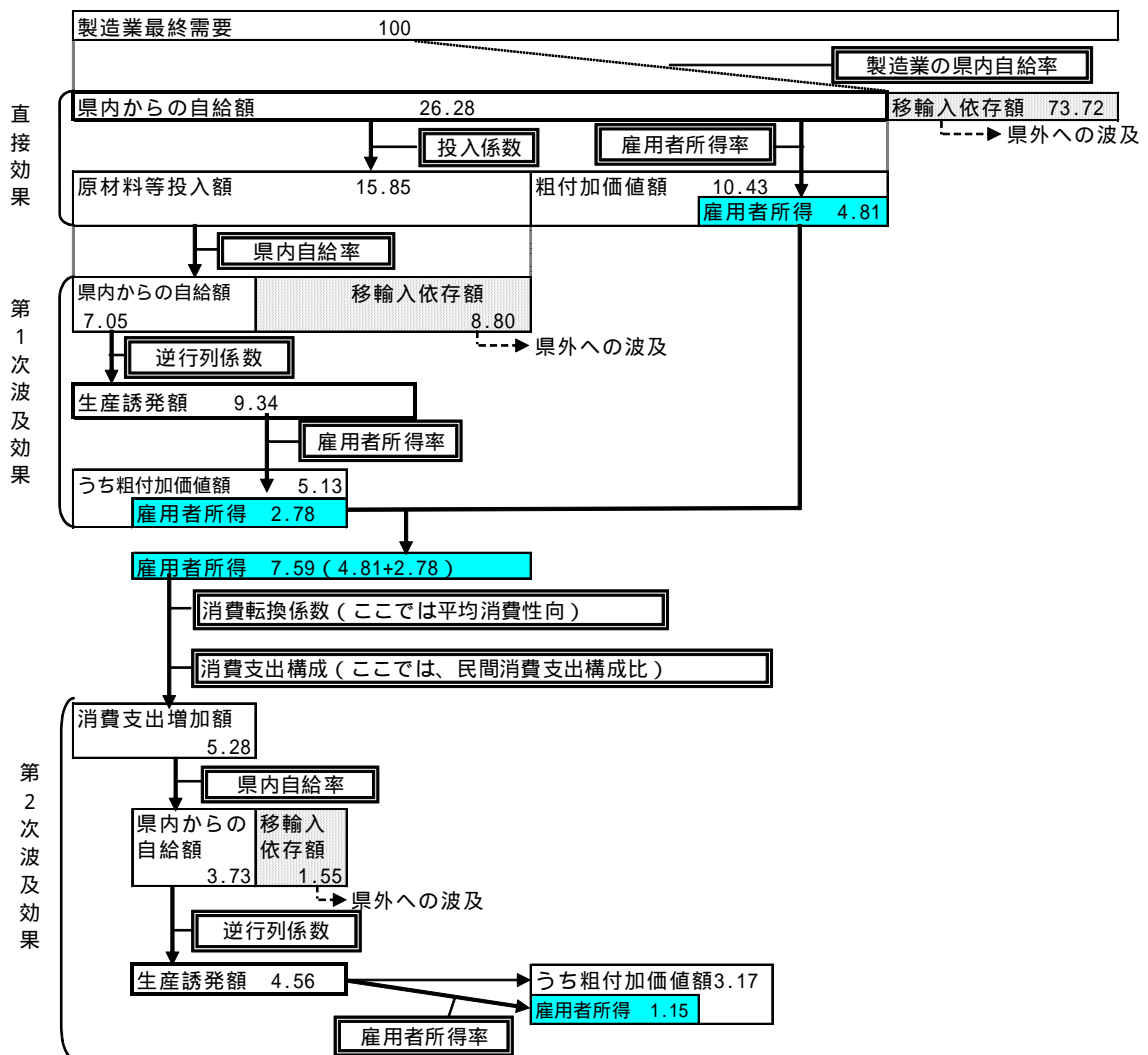 製造業最終需要 100
製造業の県内自給率
直接効果
県内からの自給額 26.28
移輸入依存額 73.72
県外への波及
投入係数
雇用者所得率
原材料等投入額 15.85
粗付加価値額 10.43
雇用者所得 4.81
県内自給率
第1次波及効果
県内からの自給額
7.05
移輸入依存額
8.80
県外への波及
逆行列係数
生産誘発額 9.34
雇用者所得率
うち粗付加価値額 5.13
雇用者所得 2.78
雇用者所得 7.59(4.81+2.78)
消費転換係数(ここでは平均消費性向)
消費支出構成(ここでは、民間消費支出構成比)
第2次波及効果
消費支出増加額
5.28
県内自給率
県内からの
自給額
3.73
移輸入
依存額
1.55
県外への波及
逆行列係数
生産誘発額 4.56
うち粗付加価値額3.17
雇用者所得 1.15
雇用者所得率